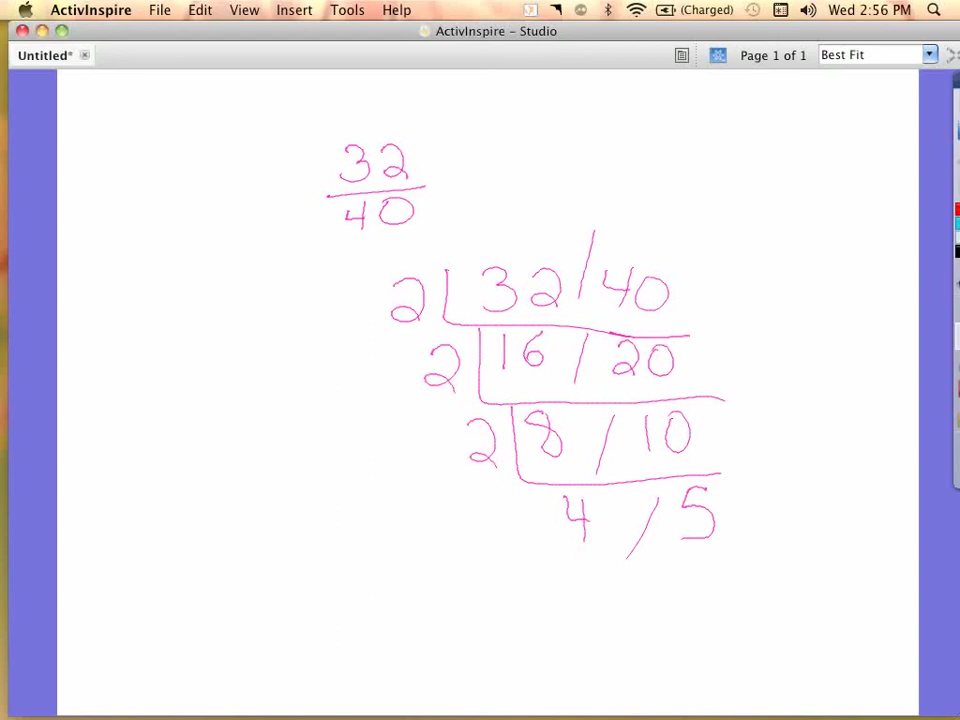 ActivInspire File Edit View Insert Tools Help (Charged) Wed 2:56 PM
ActivInspire - Studio
Untitled* Page 1 of 1 Best Fit
32
40
2 32/40
2 16/20
2 8/10
4/5